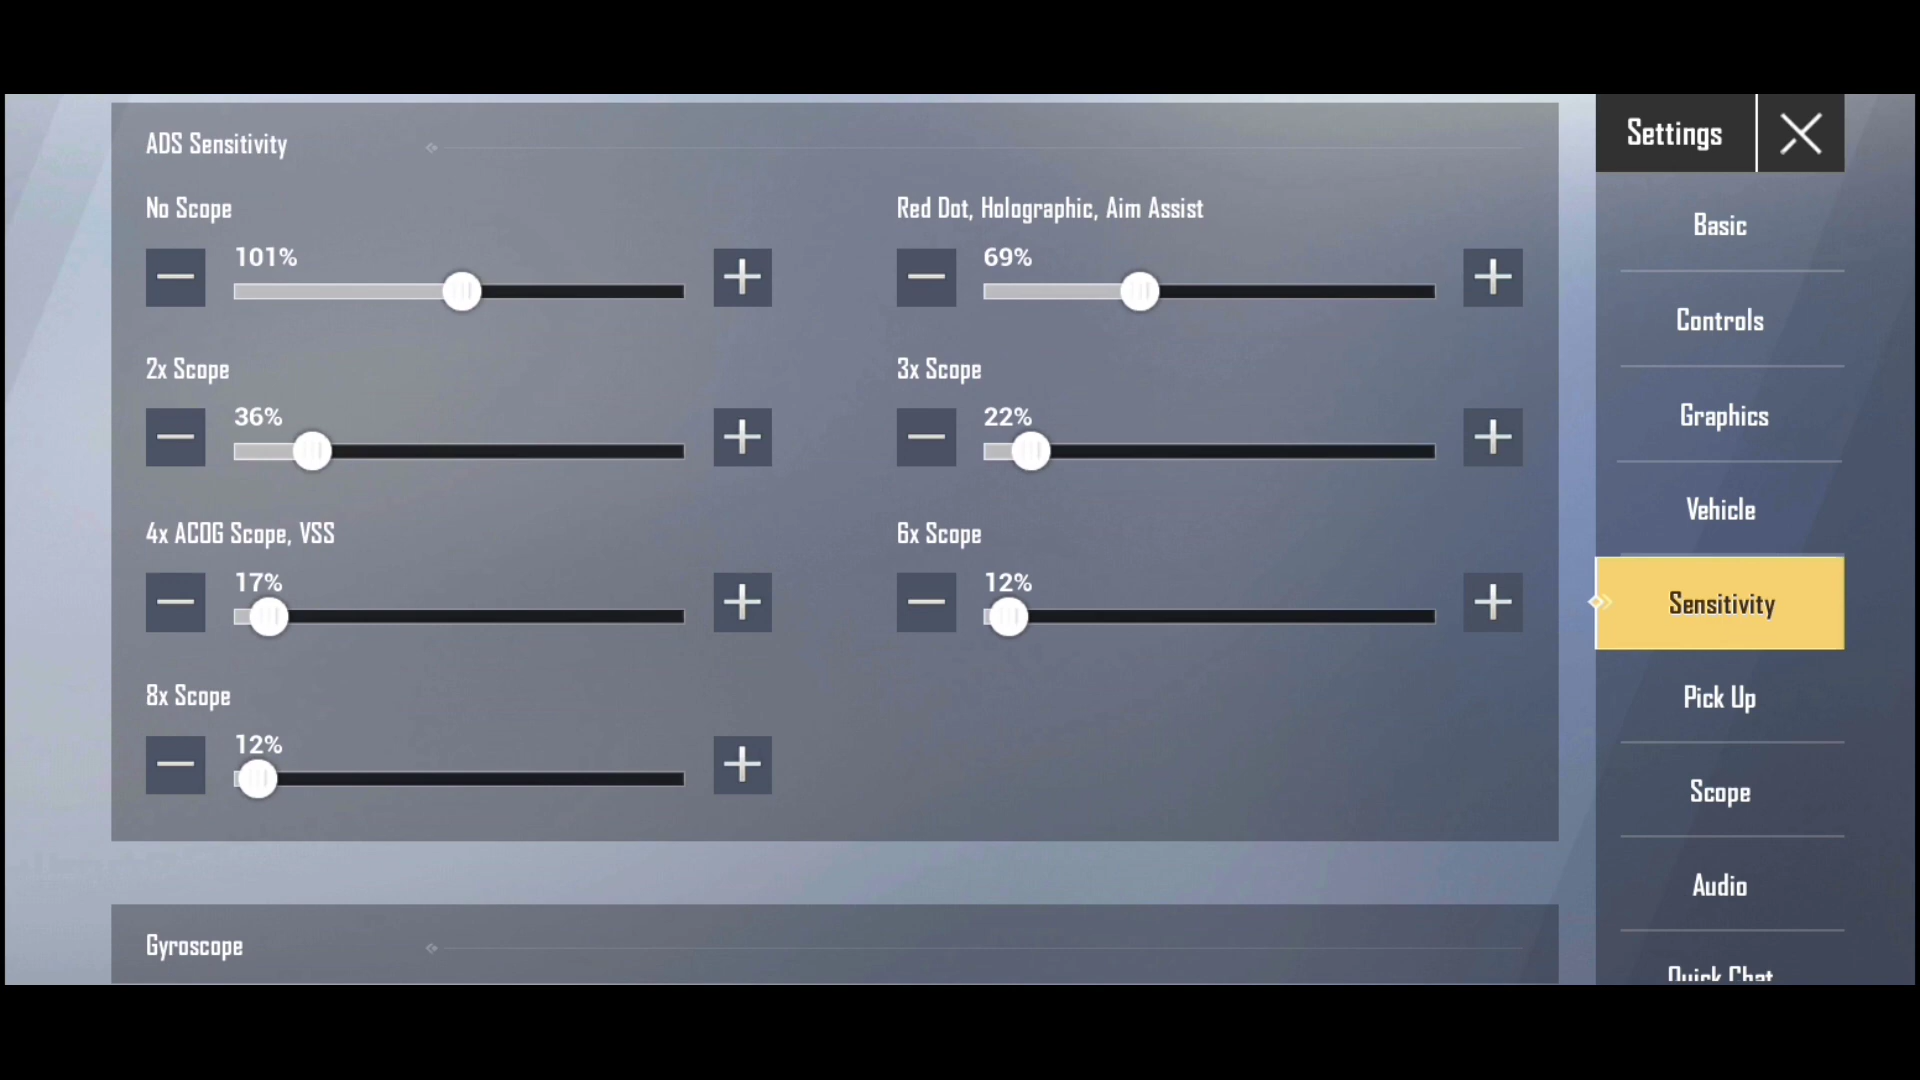 ADS Sensitivity
No Scope
101%
Red Dot, Holographic, Aim Assist
69%
2x Scope
36%
3x Scope
22%
4x ACOG Scope, VSS
17%
6x Scope
12%
8x Scope
12%
Gyroscope
Settings
Basic
Controls
Graphics
Vehicle
Sensitivity
Pick Up
Scope
Audio
Quick Chat